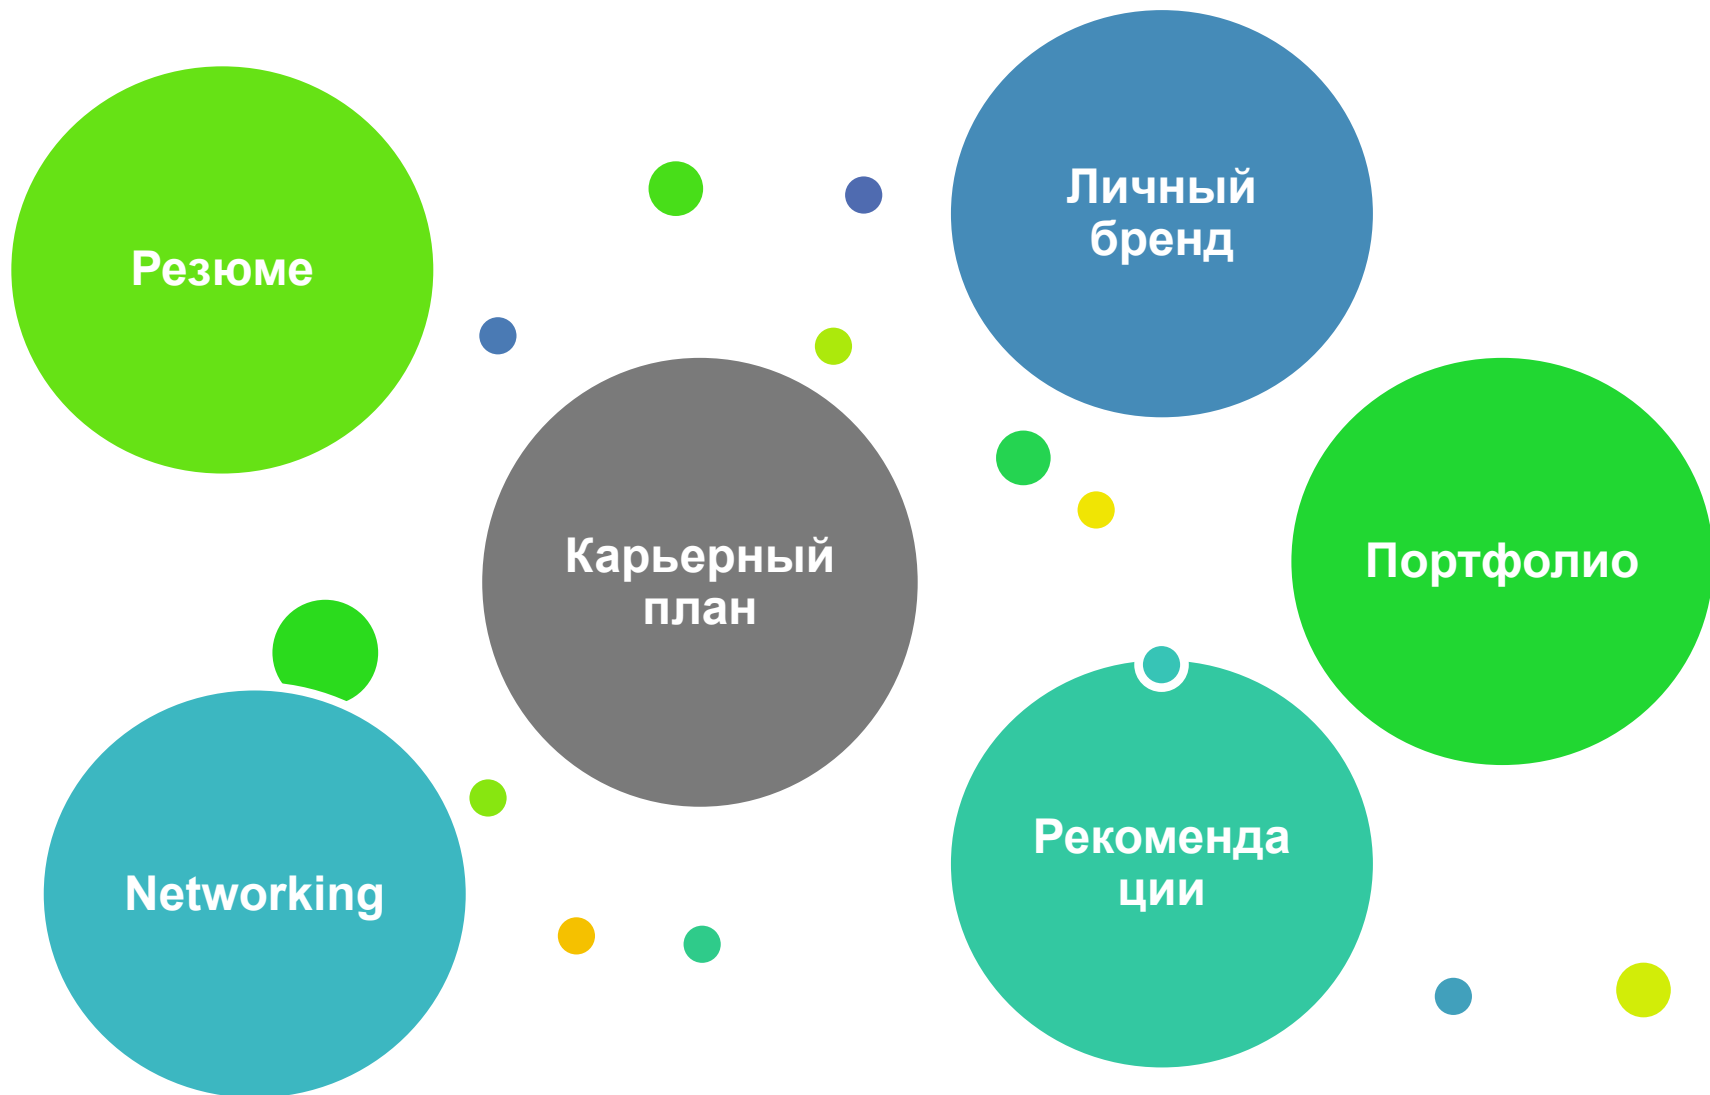 Резюме
Личный
бренд
Карьерный
план
Портфолио
Networking
Рекоменда
ции